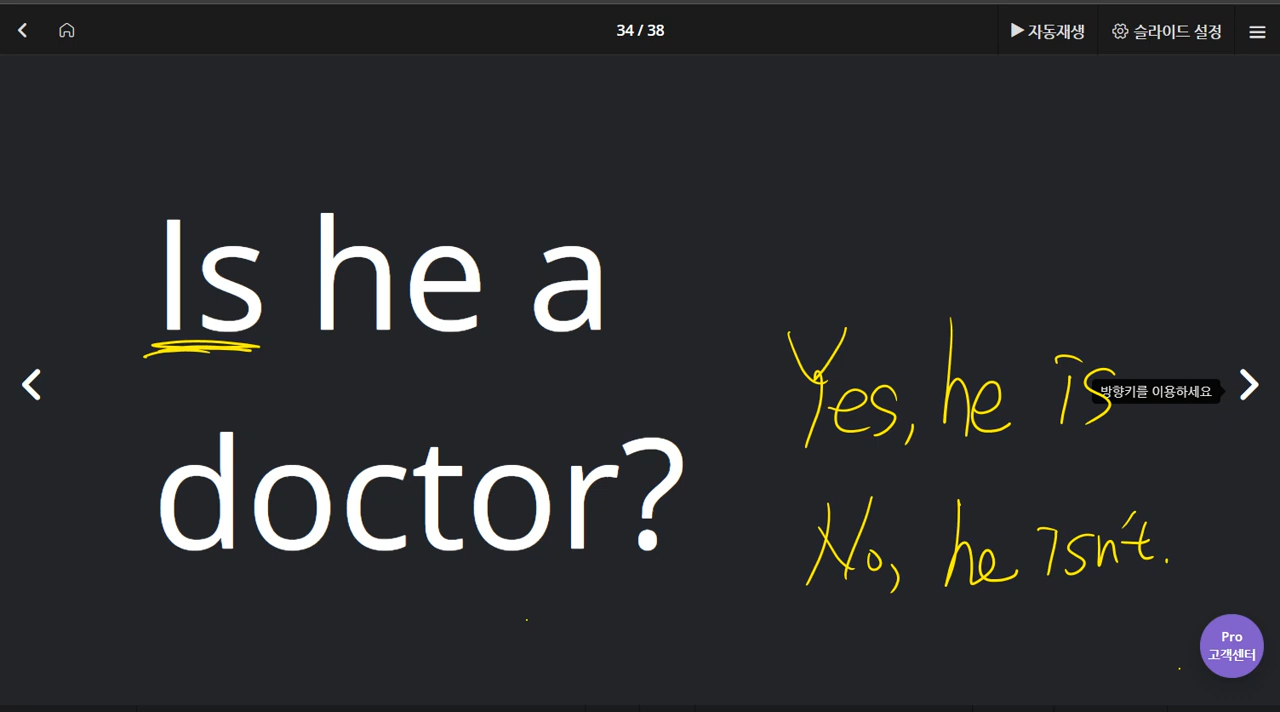 34 / 38
자동재생
슬라이드 설정
Is he a
doctor?
Yes, he is
방향키를 이용하세요
No, he isn't.
Pro
고객센터